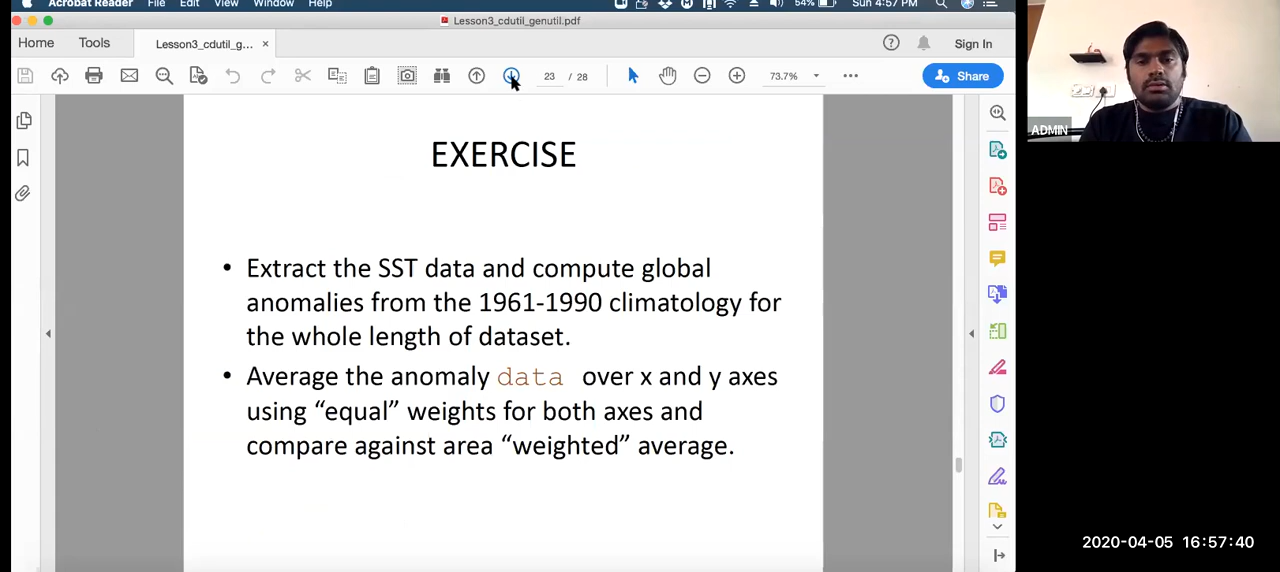 Acrobat Reader File Edit View Window Help 54% Sun 4:57 PM
Lesson3_cdutil_genutil.pdf
Home Tools Lesson3_cdutil_g... × Sign In
23 / 28 73.7% Share
EXERCISE
• Extract the SST data and compute global
anomalies from the 1961-1990 climatology for
the whole length of dataset.
• Average the anomaly data over x and y axes
using “equal” weights for both axes and
compare against area “weighted” average.
ADMIN
2020-04-05 16:57:40